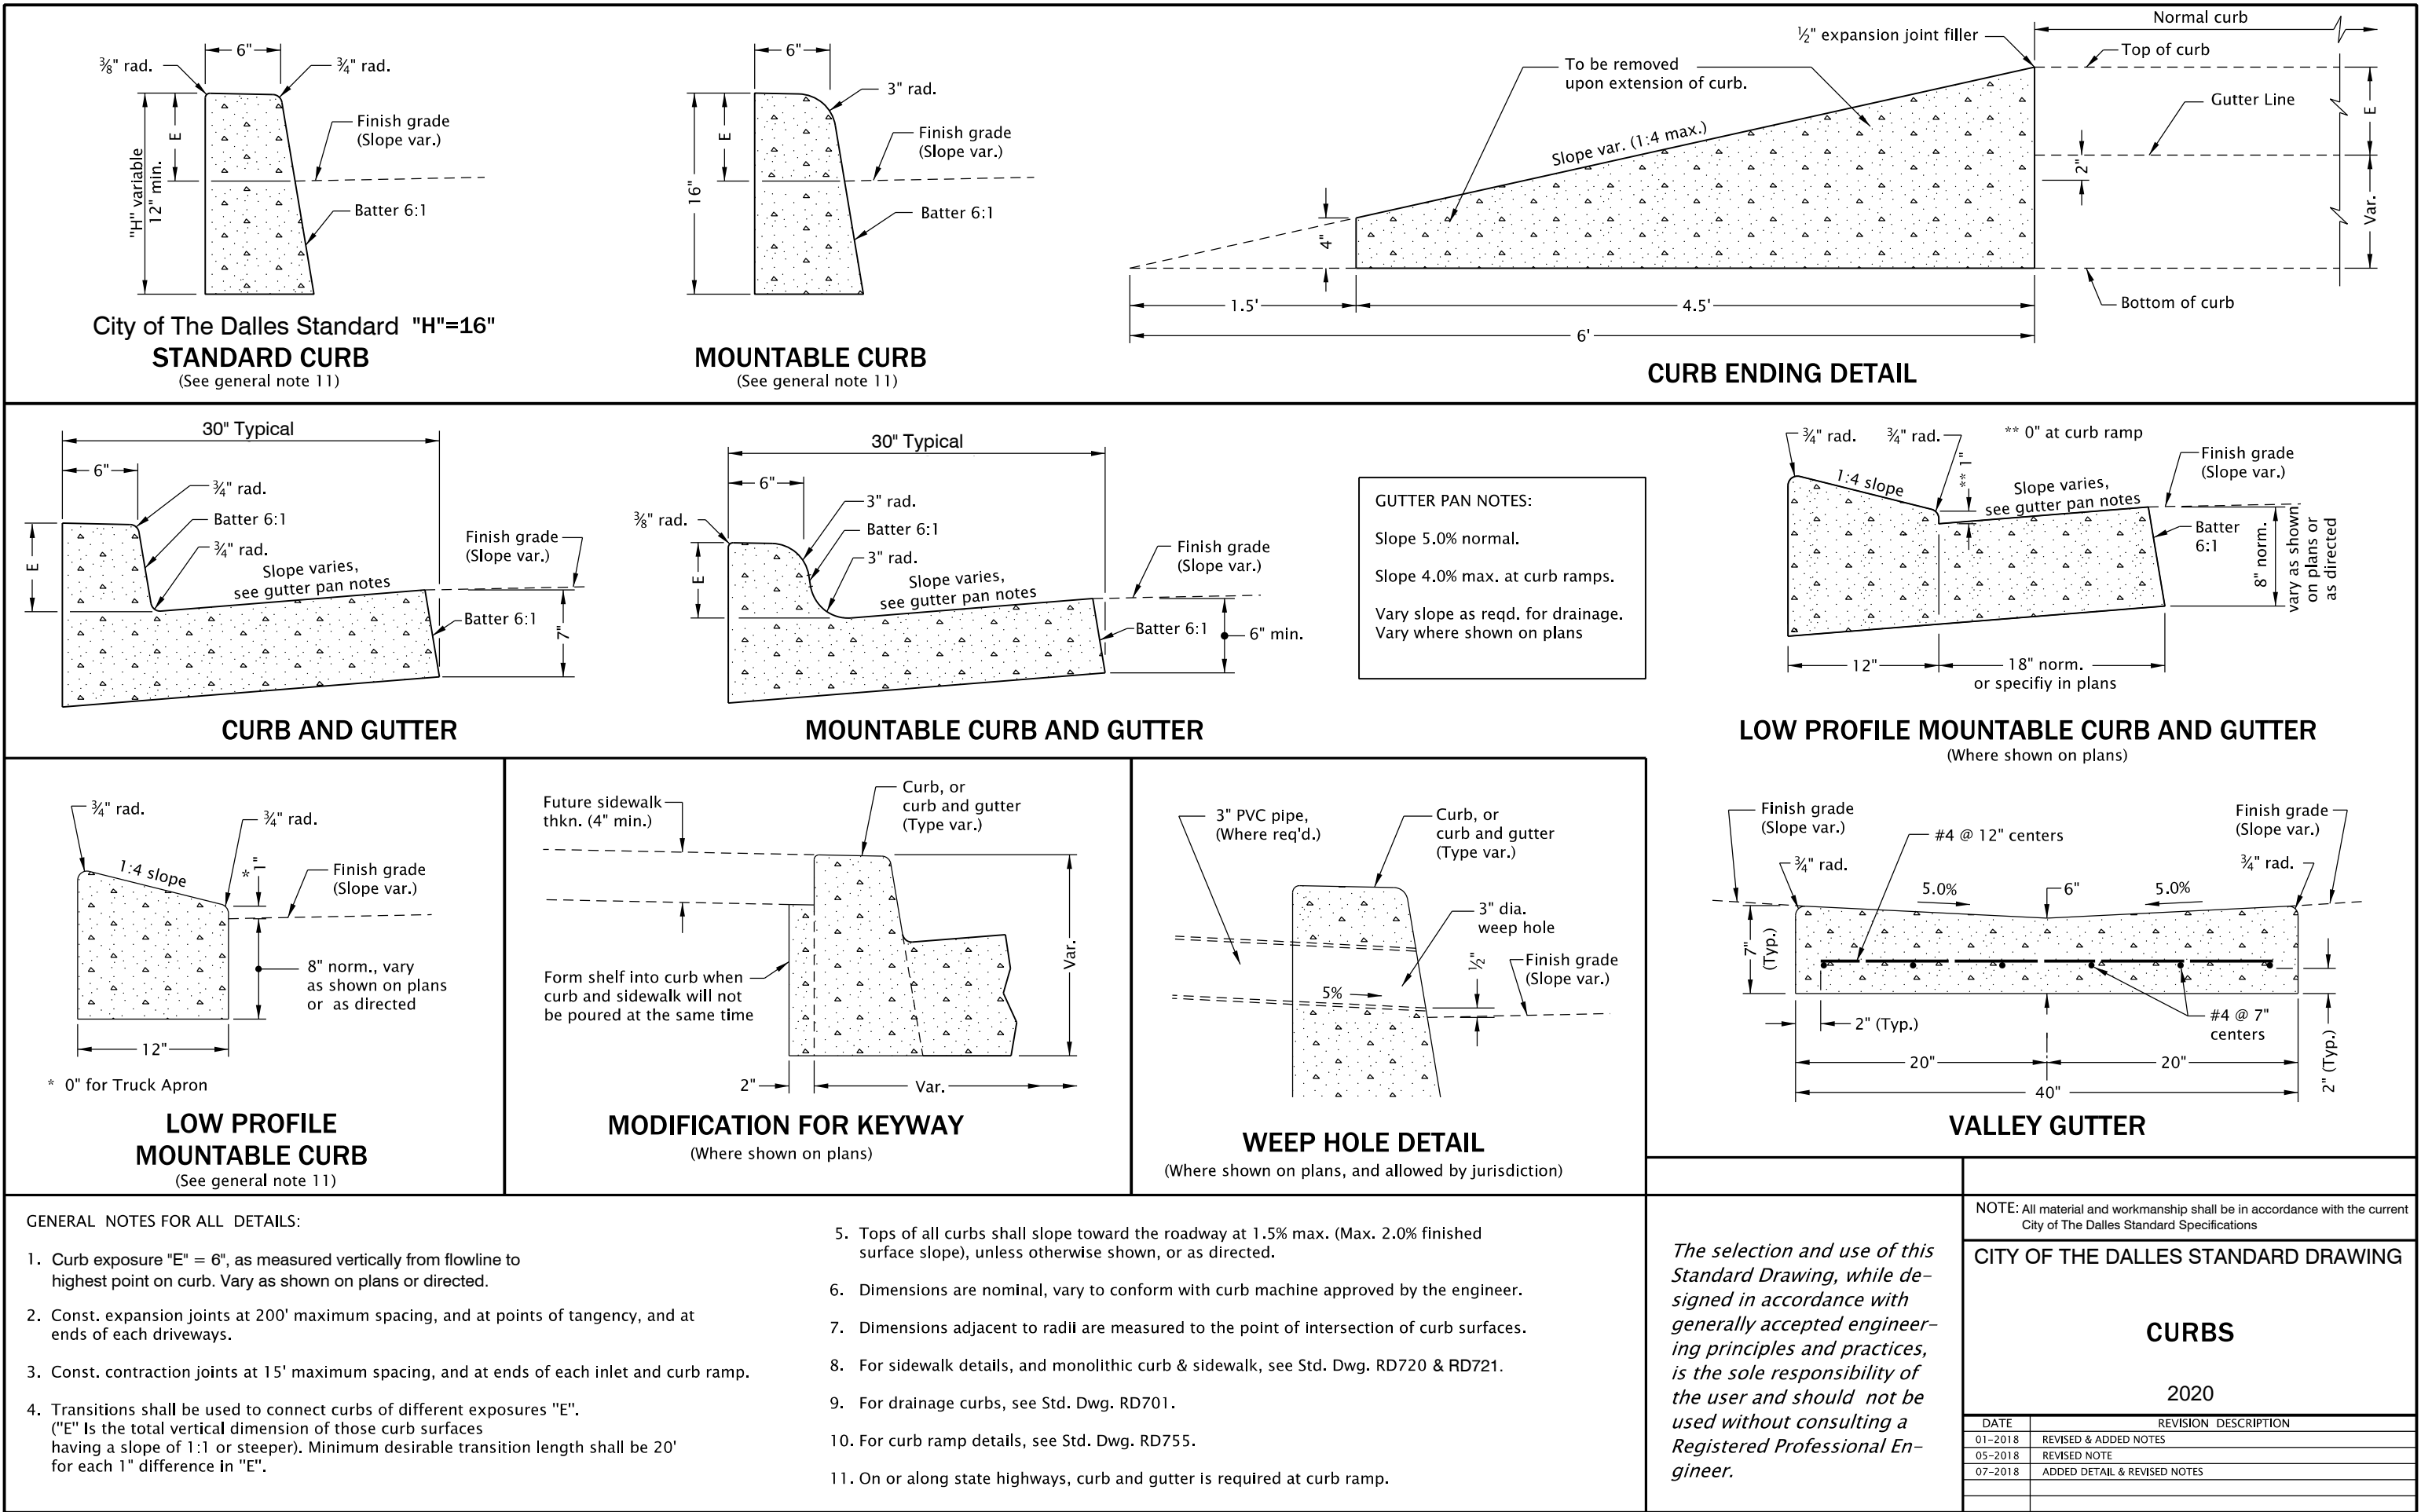 6"
⅜" rad.
¾" rad.
E
"H" variable
12" min.
Finish grade
(Slope var.)
Batter 6:1
City of The Dalles Standard "H"=16"
STANDARD CURB
(See general note 11)
6"
3" rad.
E
16"
Finish grade
(Slope var.)
Batter 6:1
MOUNTABLE CURB
(See general note 11)
Normal curb
½" expansion joint filler
Top of curb
To be removed
upon extension of curb.
Gutter Line
E
Slope var. (1:4 max.)
2"
4"
Var.
1.5'
4.5'
Bottom of curb
6'
CURB ENDING DETAIL
30" Typical
6"
¾" rad.
Batter 6:1
¾" rad.
E
Slope varies,
see gutter pan notes
Finish grade
(Slope var.)
Batter 6:1
7"
CURB AND GUTTER
30" Typical
6"
⅜" rad.
3" rad.
Batter 6:1
3" rad.
E
Slope varies,
see gutter pan notes
Finish grade
(Slope var.)
Batter 6:1
6" min.
MOUNTABLE CURB AND GUTTER
GUTTER PAN NOTES:
Slope 5.0% normal.
Slope 4.0% max. at curb ramps.
Vary slope as reqd. for drainage.
Vary where shown on plans
¾" rad.
¾" rad.
** 0" at curb ramp
** 1"
Finish grade
(Slope var.)
1:4 slope
Slope varies,
see gutter pan notes
Batter
6:1
8" norm.
vary as shown
on plans or
as directed
12"
18" norm.
or specifiy in plans
LOW PROFILE MOUNTABLE CURB AND GUTTER
(Where shown on plans)
¾" rad.
¾" rad.
1:4 slope
* 1"
Finish grade
(Slope var.)
8" norm., vary
as shown on plans
or as directed
12"
* 0" for Truck Apron
LOW PROFILE
MOUNTABLE CURB
(See general note 11)
Future sidewalk
thkn. (4" min.)
Curb, or
curb and gutter
(Type var.)
Form shelf into curb when
curb and sidewalk will not
be poured at the same time
Var.
2"
Var.
MODIFICATION FOR KEYWAY
(Where shown on plans)
3" PVC pipe,
(Where req'd.)
Curb, or
curb and gutter
(Type var.)
3" dia.
weep hole
½"
Finish grade
(Slope var.)
5%
WEEP HOLE DETAIL
(Where shown on plans, and allowed by jurisdiction)
Finish grade
(Slope var.)
#4 @ 12" centers
Finish grade
(Slope var.)
¾" rad.
¾" rad.
5.0%
6"
5.0%
7"
(Typ.)
2" (Typ.)
#4 @ 7"
centers
2" (Typ.)
20"
20"
40"
VALLEY GUTTER
GENERAL NOTES FOR ALL DETAILS:
1. Curb exposure "E" = 6", as measured vertically from flowline to
highest point on curb. Vary as shown on plans or directed.
2. Const. expansion joints at 200' maximum spacing, and at points of tangency, and at
ends of each driveways.
3. Const. contraction joints at 15' maximum spacing, and at ends of each inlet and curb ramp.
4. Transitions shall be used to connect curbs of different exposures "E".
("E" Is the total vertical dimension of those curb surfaces
having a slope of 1:1 or steeper). Minimum desirable transition length shall be 20'
for each 1" difference in "E".
5. Tops of all curbs shall slope toward the roadway at 1.5% max. (Max. 2.0% finished
surface slope), unless otherwise shown, or as directed.
6. Dimensions are nominal, vary to conform with curb machine approved by the engineer.
7. Dimensions adjacent to radii are measured to the point of intersection of curb surfaces.
8. For sidewalk details, and monolithic curb & sidewalk, see Std. Dwg. RD720 & RD721.
9. For drainage curbs, see Std. Dwg. RD701.
10. For curb ramp details, see Std. Dwg. RD755.
11. On or along state highways, curb and gutter is required at curb ramp.
The selection and use of this
Standard Drawing, while de-
signed in accordance with
generally accepted engineer-
ing principles and practices,
is the sole responsibility of
the user and should not be
used without consulting a
Registered Professional En-
gineer.
NOTE: All material and workmanship shall be in accordance with the current
City of The Dalles Standard Specifications
CITY OF THE DALLES STANDARD DRAWING
CURBS
2020
DATE REVISION DESCRIPTION
01-2018 REVISED & ADDED NOTES
05-2018 REVISED NOTE
07-2018 ADDED DETAIL & REVISED NOTES